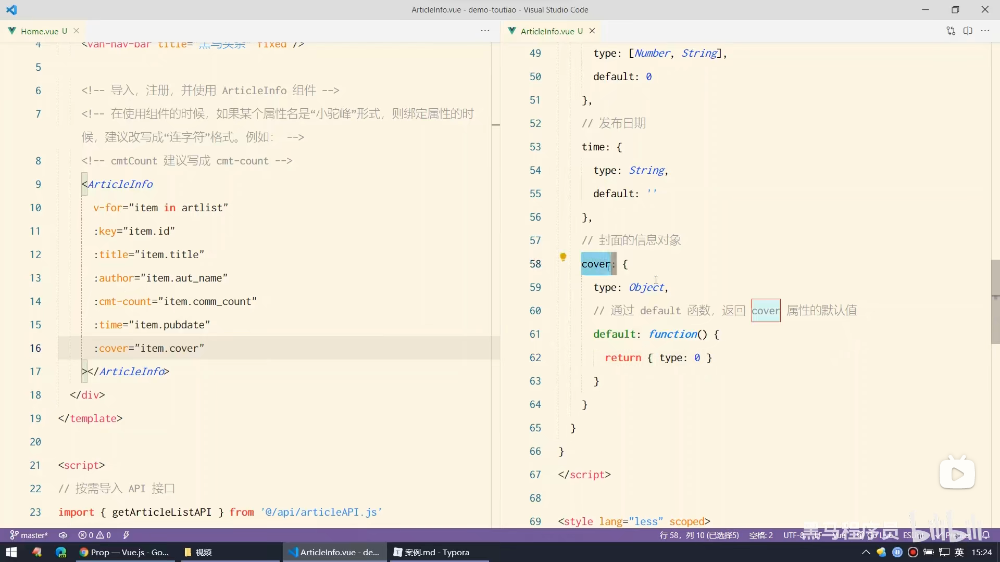 ArticleInfo.vue - demo-toutiao - Visual Studio Code
Home.vue U
ArticleInfo.vue U
4 <van-nav-bar title="黑马头条" fixed />
5
6 <!-- 导入，注册，并使用 ArticleInfo 组件 -->
7 <!-- 在使用组件的时候，如果某个属性名是“小驼峰”形式，则绑定属性的时
候，建议改写成“连字符”格式。例如： -->
8 <!-- cmtCount 建议写成 cmt-count -->
9 <ArticleInfo
10 v-for="item in artlist"
11 :key="item.id"
12 :title="item.title"
13 :author="item.aut_name"
14 :cmt-count="item.comm_count"
15 :time="item.pubdate"
16 :cover="item.cover"
17 ></ArticleInfo>
18 </div>
19 </template>
20
21 <script>
22 // 按需导入 API 接口
23 import { getArticleListAPI } from '@/api/articleAPI.js'
49 type: [Number, String],
50 default: 0
51 },
52 // 发布日期
53 time: {
54 type: String,
55 default: ''
56 },
57 // 封面的信息对象
58 cover: {
59 type: Object,
60 // 通过 default 函数，返回 cover 属性的默认值
61 default: function() {
62 return { type: 0 }
63 }
64 }
65 }
66 }
67 </script>
68
69 <style lang="less" scoped>
黑马程序员 bilibili
master* 0 0 行 58，列 10 (已选择5) 空格: 2 UTF-8 LF Vue Go Live ESLint Prettier
Prop — Vue.js - Go... 视频 ArticleInfo.vue - de... 案例.md - Typora 英 15:24